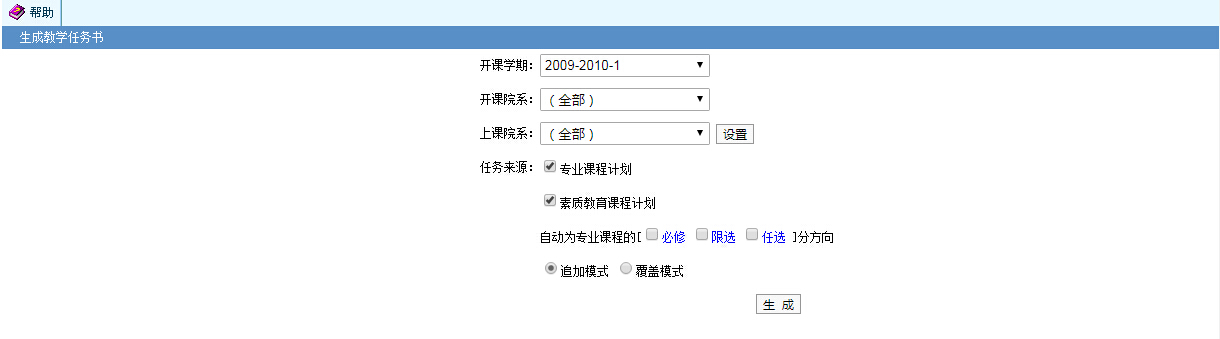 帮助
生成教学任务书
开课学期： 2009-2010-1
开课院系： （全部）
上课院系： （全部） 设置
任务来源： 专业课程计划
素质教育课程计划
自动为专业课程的[ 必修 限选 任选 ]分方向
追加模式 覆盖模式
生 成